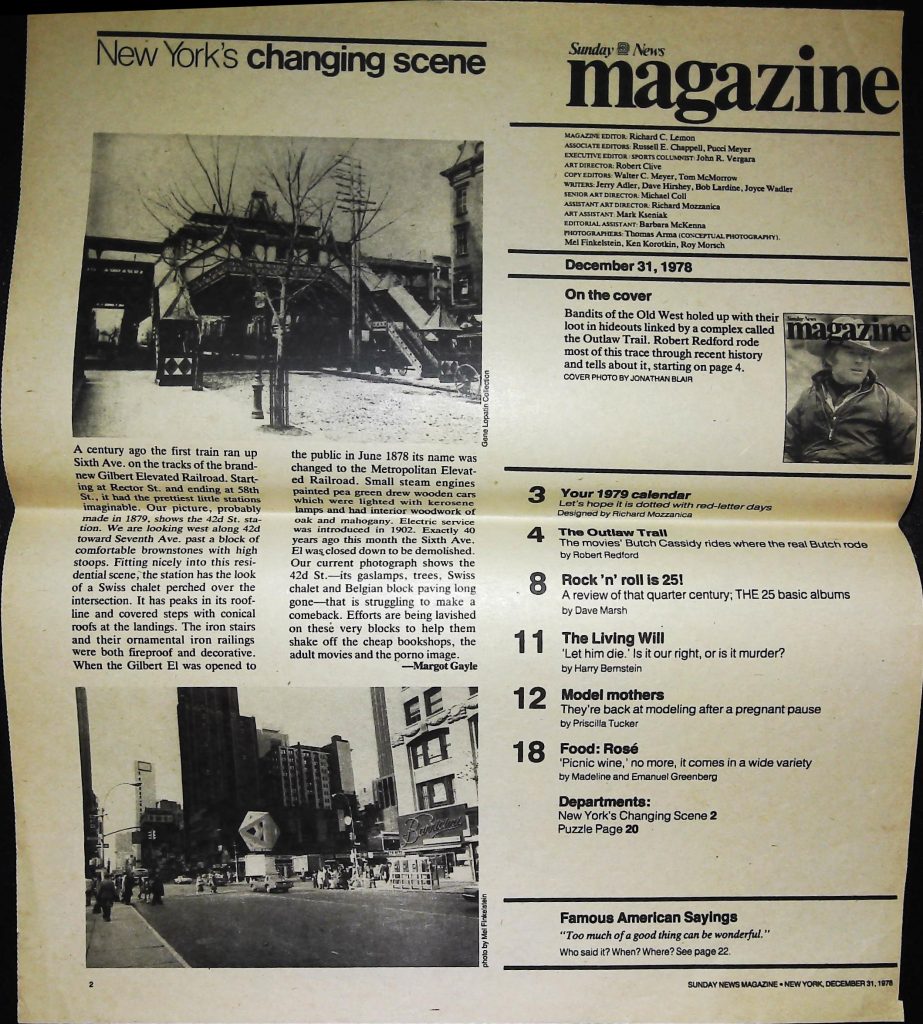 New York's changing scene
Gene Lopatin Collection
A century ago the first train ran up
Sixth Ave. on the tracks of the brand-
new Gilbert Elevated Railroad. Start-
ing at Rector St. and ending at 58th
St., it had the prettiest little stations
imaginable. Our picture, probably
made in 1879, shows the 42d St. sta-
tion. We are looking west along 42d
toward Seventh Ave. past a block of
comfortable brownstones with high
stoops. Fitting nicely into this resi-
dential scene, the station has the look
of a Swiss chalet perched over the
intersection. It has peaks in its roof-
line and covered steps with conical
roofs at the landings. The iron stairs
and their ornamental iron railings
were both fireproof and decorative.
When the Gilbert El was opened to
the public in June 1878 its name was
changed to the Metropolitan Elevat-
ed Railroad. Small steam engines
painted pea green drew wooden cars
which were lighted with kerosene
lamps and had interior woodwork of
oak and mahogany. Electric service
was introduced in 1902. Exactly 40
years ago this month the Sixth Ave.
El was closed down to be demolished.
Our current photograph shows the
42d St.—its gaslamps, trees, Swiss
chalet and Belgian block paving long
gone—that is struggling to make a
comeback. Efforts are being lavished
on these very blocks to help them
shake off the cheap bookshops, the
adult movies and the porno image.
—Margot Gayle
photo by Mel Finkelstein
2
Sunday News
magazine
MAGAZINE EDITOR: Richard C. Lemon
ASSOCIATE EDITORS: Russell E. Chappell, Pucci Meyer
EXECUTIVE EDITOR/SPORTS COLUMNIST: John R. Vergara
ART DIRECTOR: Robert Clive
COPY EDITORS: Walter C. Meyer, Tom McMorrow
WRITERS: Jerry Adler, Dave Hirshey, Bob Lardine, Joyce Wadler
SENIOR ART DIRECTOR: Michael Coll
ASSISTANT ART DIRECTOR: Richard Mozzanica
ART ASSISTANT: Mark Kseniak
EDITORIAL ASSISTANT: Barbara McKenna
PHOTOGRAPHERS: Thomas Arma (CONCEPTUAL PHOTOGRAPHY),
Mel Finkelstein, Ken Korotkin, Roy Morsch
December 31, 1978
On the cover
Bandits of the Old West holed up with their
loot in hideouts linked by a complex called
the Outlaw Trail. Robert Redford rode
most of this trace through recent history
and tells about it, starting on page 4.
COVER PHOTO BY JONATHAN BLAIR
Sunday News
magazine
3 Your 1979 calendar
Let's hope it is dotted with red-letter days
Designed by Richard Mozzanica
4 The Outlaw Trail
The movies' Butch Cassidy rides where the real Butch rode
by Robert Redford
8 Rock 'n' roll is 25!
A review of that quarter century; THE 25 basic albums
by Dave Marsh
11 The Living Will
'Let him die.' Is it our right, or is it murder?
by Harry Bernstein
12 Model mothers
They're back at modeling after a pregnant pause
by Priscilla Tucker
18 Food: Rosé
'Picnic wine,' no more, it comes in a wide variety
by Madeline and Emanuel Greenberg
Departments:
New York's Changing Scene 2
Puzzle Page 20
Famous American Sayings
"Too much of a good thing can be wonderful."
Who said it? When? Where? See page 22.
SUNDAY NEWS MAGAZINE • NEW YORK, DECEMBER 31, 1978